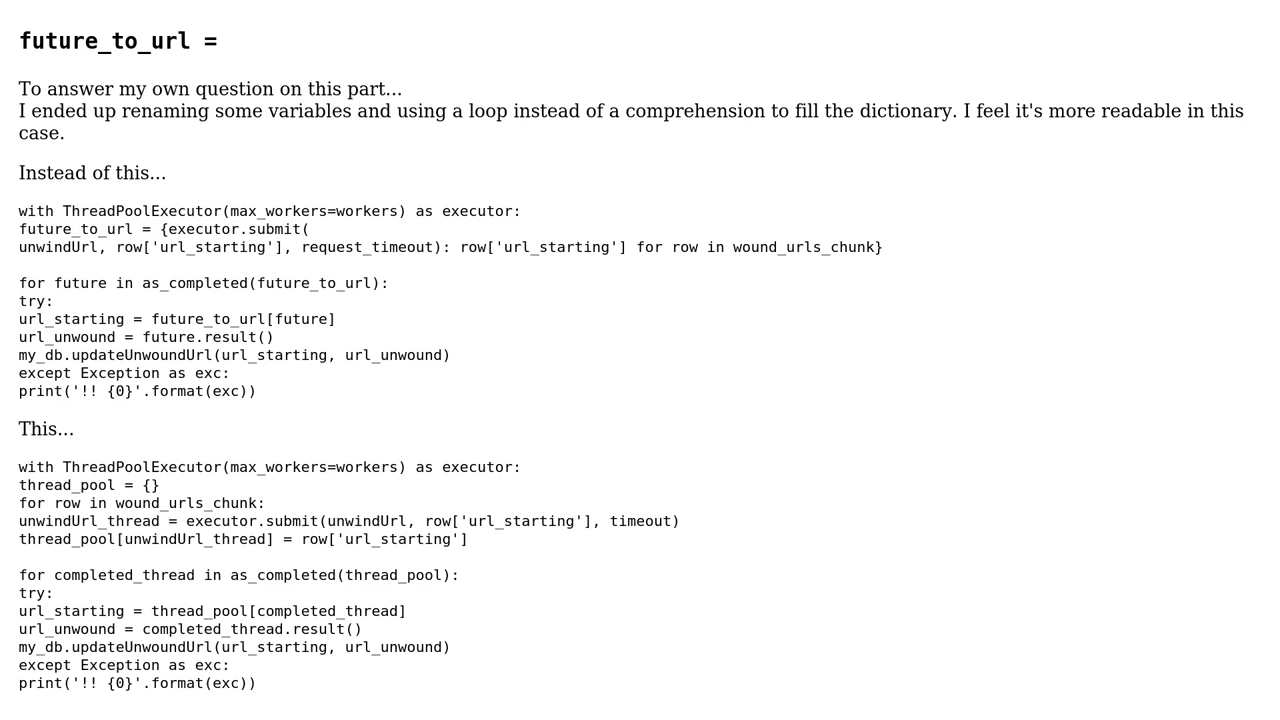 future_to_url =
To answer my own question on this part...
I ended up renaming some variables and using a loop instead of a comprehension to fill the dictionary. I feel it's more readable in this
case.
Instead of this...
with ThreadPoolExecutor(max_workers=workers) as executor:
future_to_url = {executor.submit(
unwindUrl, row['url_starting'], request_timeout): row['url_starting'] for row in wound_urls_chunk}
for future in as_completed(future_to_url):
try:
url_starting = future_to_url[future]
url_unwound = future.result()
my_db.updateUnwoundUrl(url_starting, url_unwound)
except Exception as exc:
print('!! {0}'.format(exc))
This...
with ThreadPoolExecutor(max_workers=workers) as executor:
thread_pool = {}
for row in wound_urls_chunk:
unwindUrl_thread = executor.submit(unwindUrl, row['url_starting'], timeout)
thread_pool[unwindUrl_thread] = row['url_starting']
for completed_thread in as_completed(thread_pool):
try:
url_starting = thread_pool[completed_thread]
url_unwound = completed_thread.result()
my_db.updateUnwoundUrl(url_starting, url_unwound)
except Exception as exc:
print('!! {0}'.format(exc))